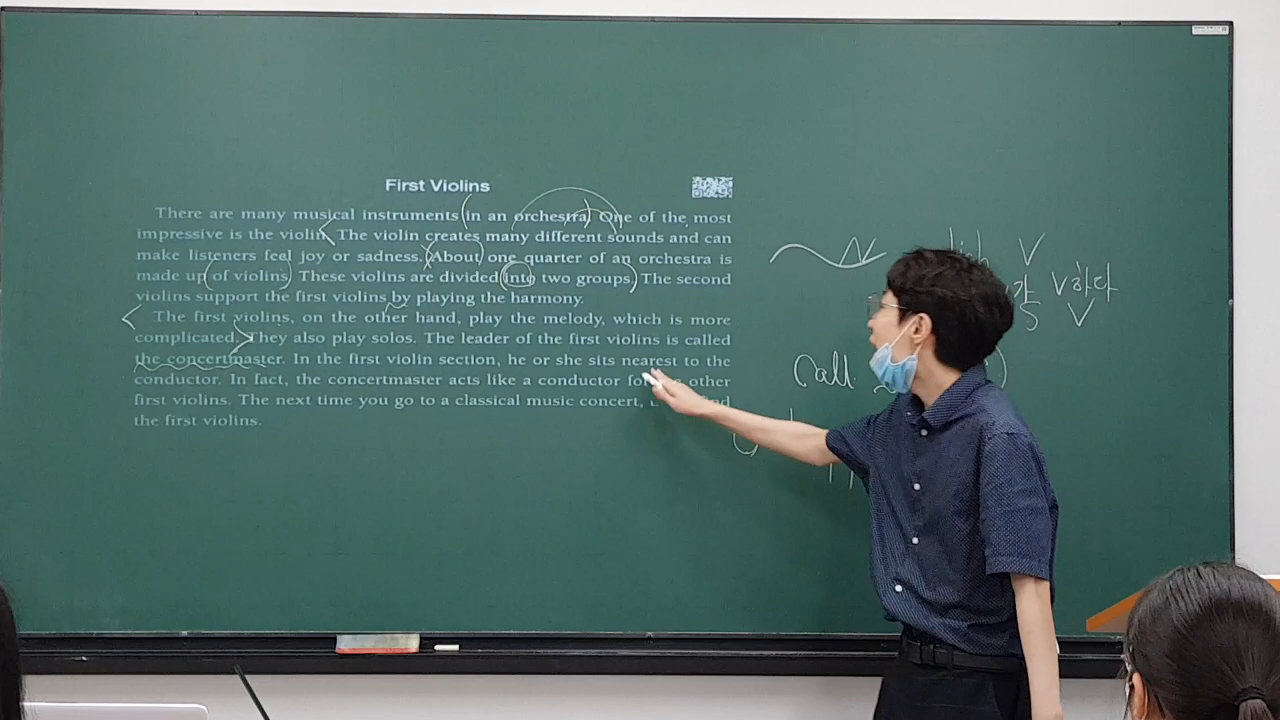 First Violins
There are many musical instruments in an orchestra. One of the most
impressive is the violin. The violin creates many different sounds and can
make listeners feel joy or sadness. About one quarter of an orchestra is
made up of violins. These violins are divided into two groups. The second
violins support the first violins by playing the harmony.
The first violins, on the other hand, play the melody, which is more
complicated. They also play solos. The leader of the first violins is called
the concertmaster. In the first violin section, he or she sits nearest to the
conductor. In fact, the concertmaster acts like a conductor other
first violins. The next time you go to a classical music concert,
the first violins.
N V
V하다
S V
Call